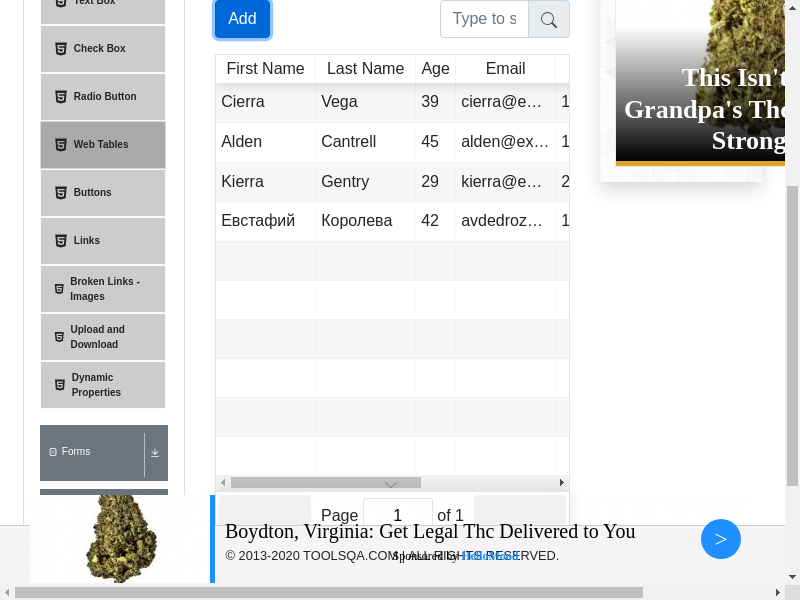 Text Box
Check Box
Radio Button
Web Tables
Buttons
Links
Broken Links -
Images
Upload and
Download
Dynamic
Properties
Forms
Add
Type to s
First Name Last Name Age Email
Cierra Vega 39 cierra@e… 1
Alden Cantrell 45 alden@ex… 1
Kierra Gentry 29 kierra@e… 2
Евстафий Королева 42 avdedroz… 1
Page 1 of 1
This Isn't
Grandpa's The
Strong
Boydton, Virginia: Get Legal Thc Delivered to You
>
© 2013-2020 TOOLSQA.COM | ALL RIGHTS RESERVED.
Sponsored by